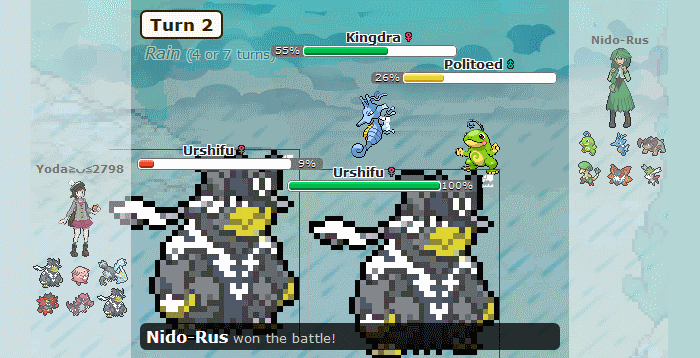 Turn 2
Rain (4 or 7 turns)
Kingdra ♀
55%
Politoed
26%
Nido-Rus
Urshifu
9%
Urshifu
100%
Nido-Rus won the battle!